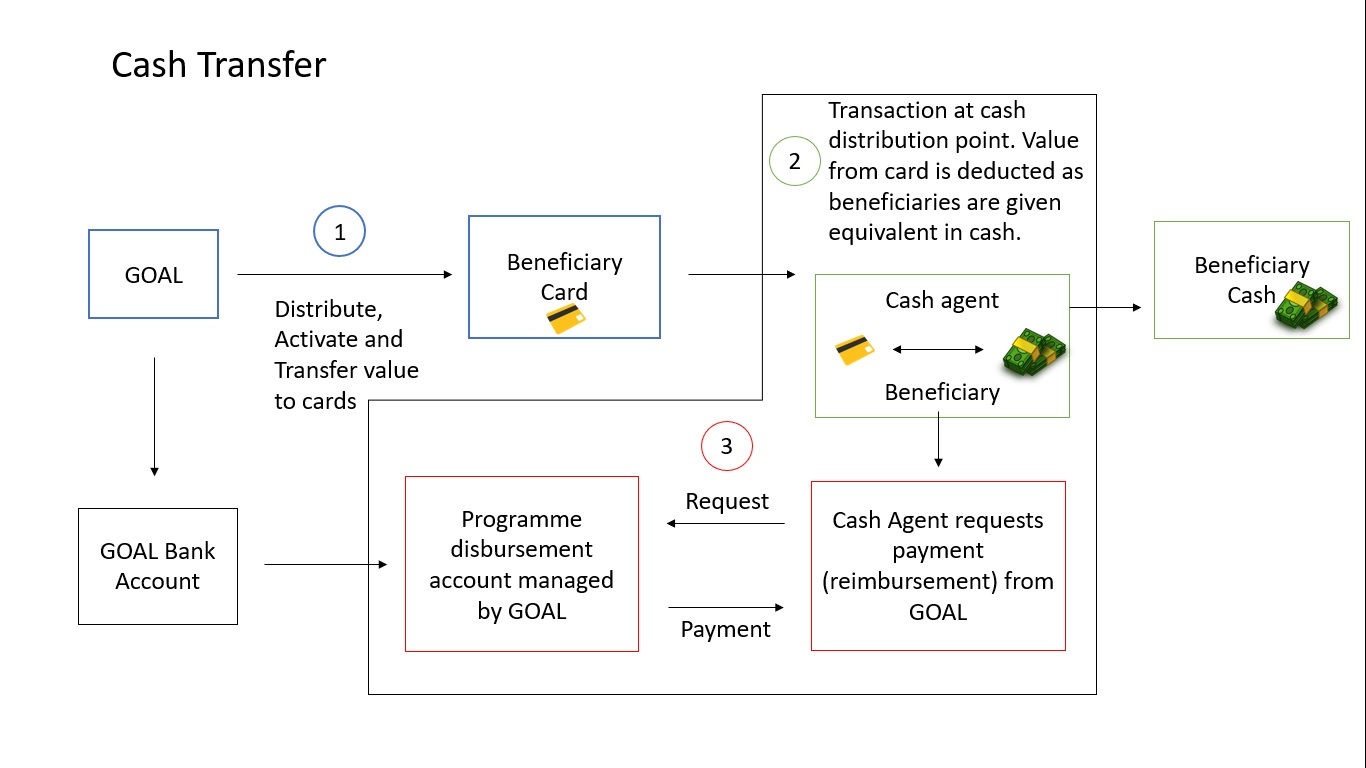 Cash Transfer
GOAL
1
Distribute,
Activate and
Transfer value
to cards
Beneficiary
Card
2
Transaction at cash
distribution point. Value
from card is deducted as
beneficiaries are given
equivalent in cash.
Cash agent
Beneficiary
Beneficiary
Cash
GOAL Bank
Account
Programme
disbursement
account managed
by GOAL
3
Request
Payment
Cash Agent requests
payment
(reimbursement) from
GOAL